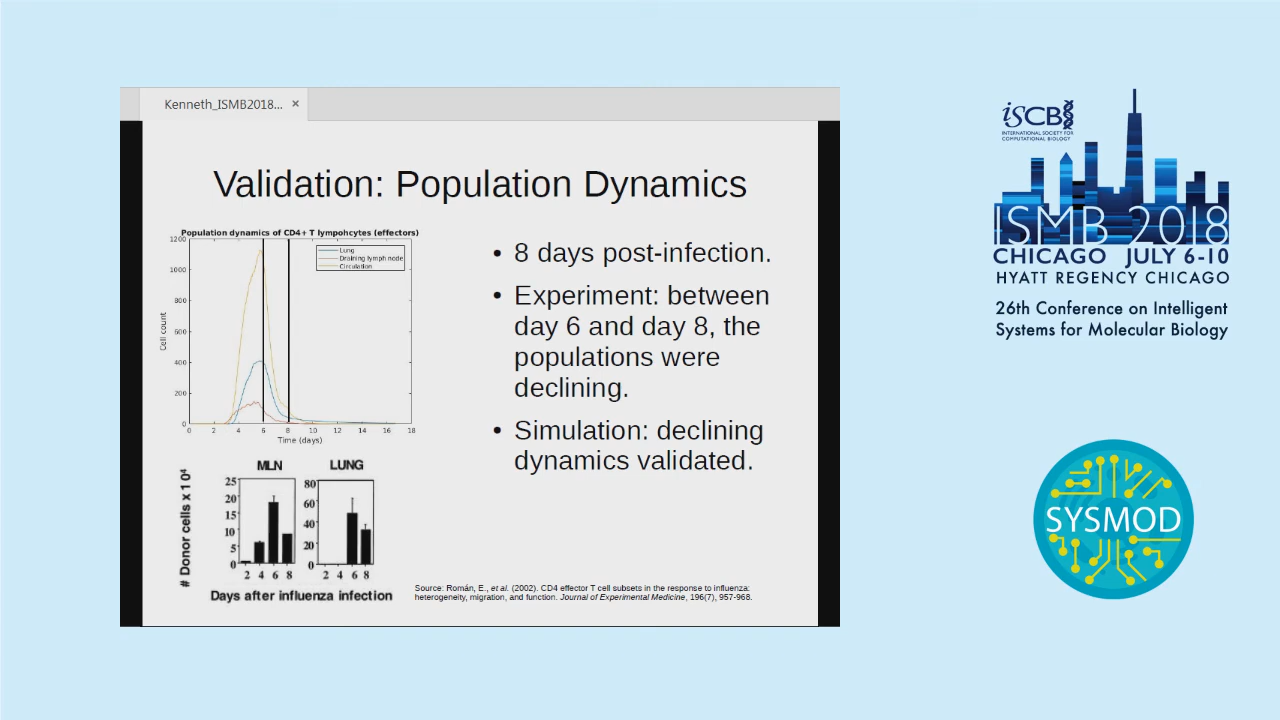 Kenneth_ISMB2018... ×
Validation: Population Dynamics
Population dynamics of CD4+ T lympohcytes (effectors)
1200
1000
800
600
400
200
0
Cell count
Lung
Draining lymph node
Circulation
0 2 4 6 8 10 12 14 16 18
Time (days)
• 8 days post-infection.
• Experiment: between
day 6 and day 8, the
populations were
declining.
• Simulation: declining
dynamics validated.
# Donor cells x 10⁴
MLN
25
20
15
10
5
0
2 4 6 8
LUNG
80
60
40
20
0
2 4 6 8
Days after influenza infection
Source: Román, E., et al. (2002). CD4 effector T cell subsets in the response to influenza:
heterogeneity, migration, and function. Journal of Experimental Medicine, 196(7), 957-968.
iSCB
INTERNATIONAL SOCIETY FOR
COMPUTATIONAL BIOLOGY
ISMB 2018
CHICAGO JULY 6-10
HYATT REGENCY CHICAGO
26th Conference on Intelligent
Systems for Molecular Biology
SYSMOD